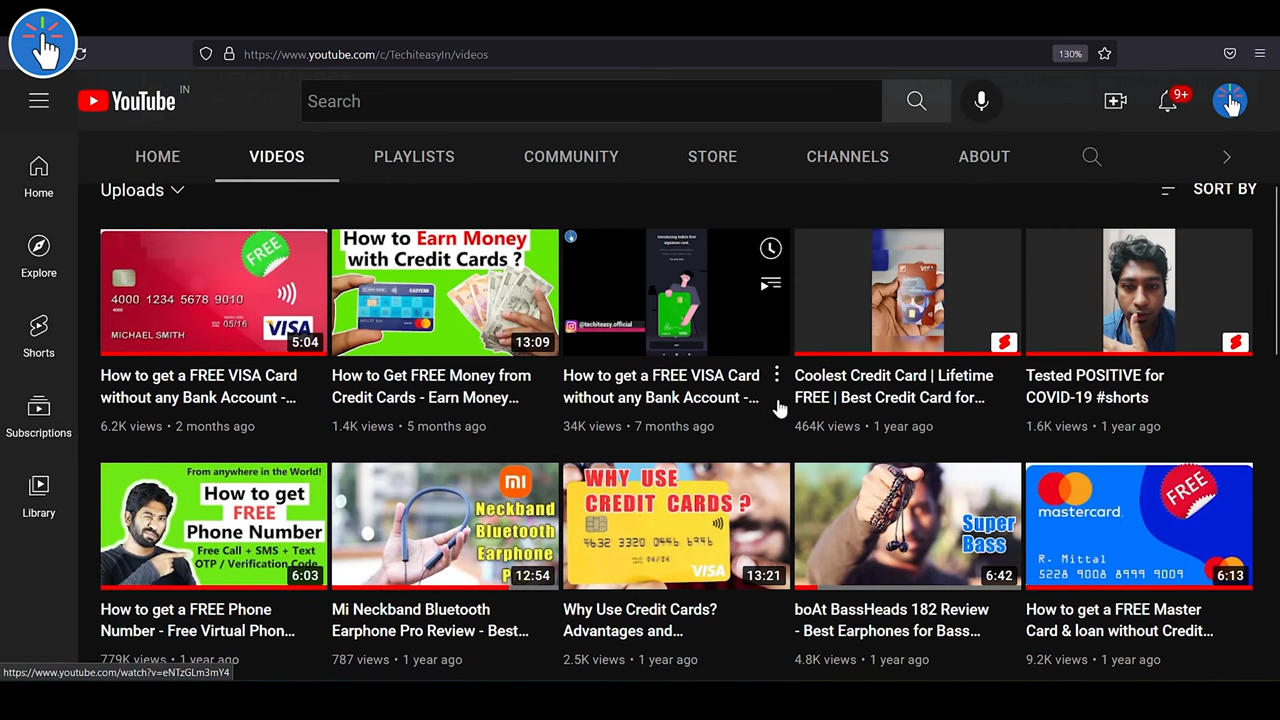 https://www.youtube.com/c/TechiteasyIn/videos
130%
YouTube IN
Search
9+
HOME VIDEOS PLAYLISTS COMMUNITY STORE CHANNELS ABOUT
Home
Explore
Shorts
Subscriptions
Library
Uploads
SORT BY
FREE
4000 1234 5678 9010
4000
05/16
MICHAEL SMITH
VISA
5:04
How to get a FREE VISA Card
without any Bank Account -...
6.2K views • 2 months ago
How to Earn Money
with Credit Cards ?
13:09
How to Get FREE Money from
Credit Cards - Earn Money...
1.4K views • 5 months ago
@techiteasy.official
How to get a FREE VISA Card
without any Bank Account -...
34K views • 7 months ago
Coolest Credit Card | Lifetime
FREE | Best Credit Card for...
464K views • 1 year ago
Tested POSITIVE for
COVID-19 #shorts
1.6K views • 1 year ago
From anywhere in the World!
How to get
FREE
Phone Number
Free Call + SMS + Text
OTP / Verification Code
6:03
How to get a FREE Phone
Number - Free Virtual Phon...
779K views • 1 year ago
Neckband
Bluetooth
Earphone
12:54
Mi Neckband Bluetooth
Earphone Pro Review - Best...
787 views • 1 year ago
WHY USE
CREDIT CARDS ?
4632 3320 0446 6946
04/24
VISA
13:21
Why Use Credit Cards?
Advantages and...
2.5K views • 1 year ago
Super
Bass
6:42
boAt BassHeads 182 Review
- Best Earphones for Bass...
4.8K views • 1 year ago
mastercard.
FREE
R. Mittal
5228 9008 8999 9009
6:13
How to get a FREE Master
Card & loan without Credit...
9.2K views • 1 year ago
https://www.youtube.com/watch?v=eNTzGLm3mY4